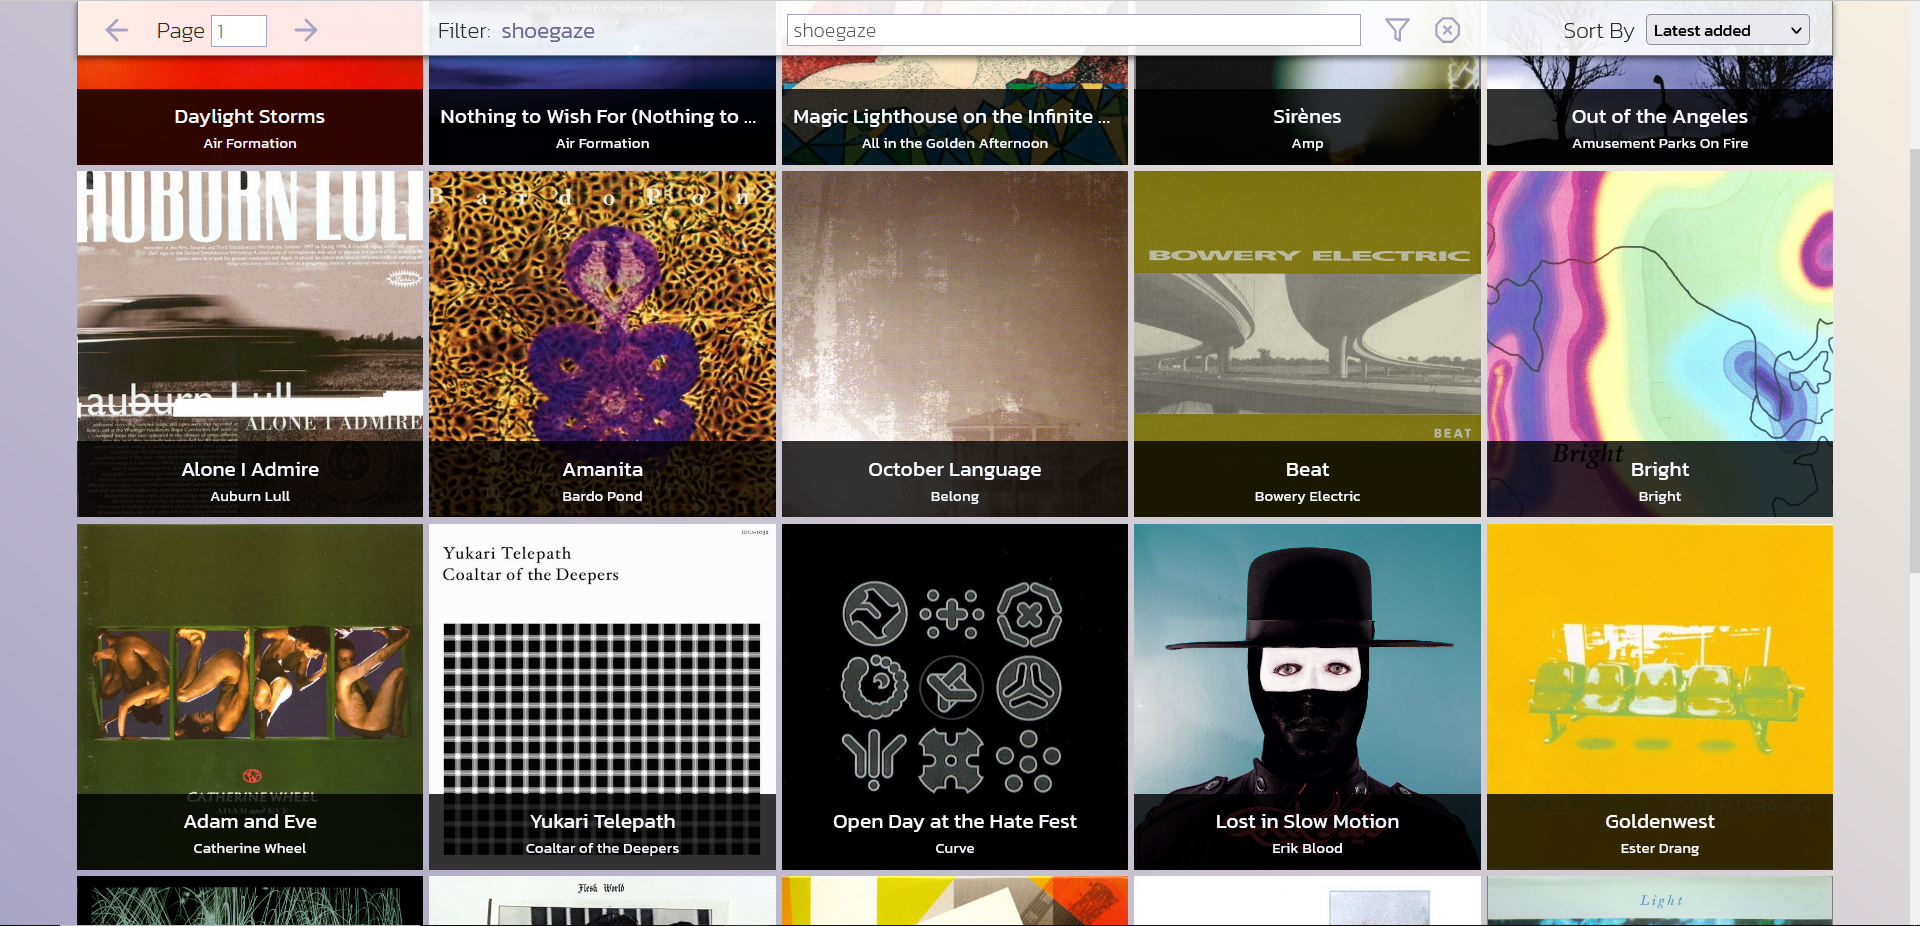 Page 1
Filter: shoegaze
shoegaze
Sort By Latest added
Daylight Storms
Air Formation
Nothing to Wish For (Nothing to ...
Air Formation
Magic Lighthouse on the Infinite ...
All in the Golden Afternoon
Sirènes
Amp
Out of the Angeles
Amusement Parks On Fire
AUBURN LULL
auburn lull
ALONE I ADMIRE
Alone I Admire
Auburn Lull
Bardo Pon
Amanita
Bardo Pond
October Language
Belong
BOWERY ELECTRIC
BEAT
Beat
Bowery Electric
Bright
Bright
Bright
CATHERINE WHEEL
ADAM and EVE
Adam and Eve
Catherine Wheel
Yukari Telepath
Coaltar of the Deepers
Yukari Telepath
Coaltar of the Deepers
Open Day at the Hate Fest
Curve
Lost in Slow Motion
Erik Blood
ESTER DRANG
Goldenwest
Ester Drang
Flesh World
Light